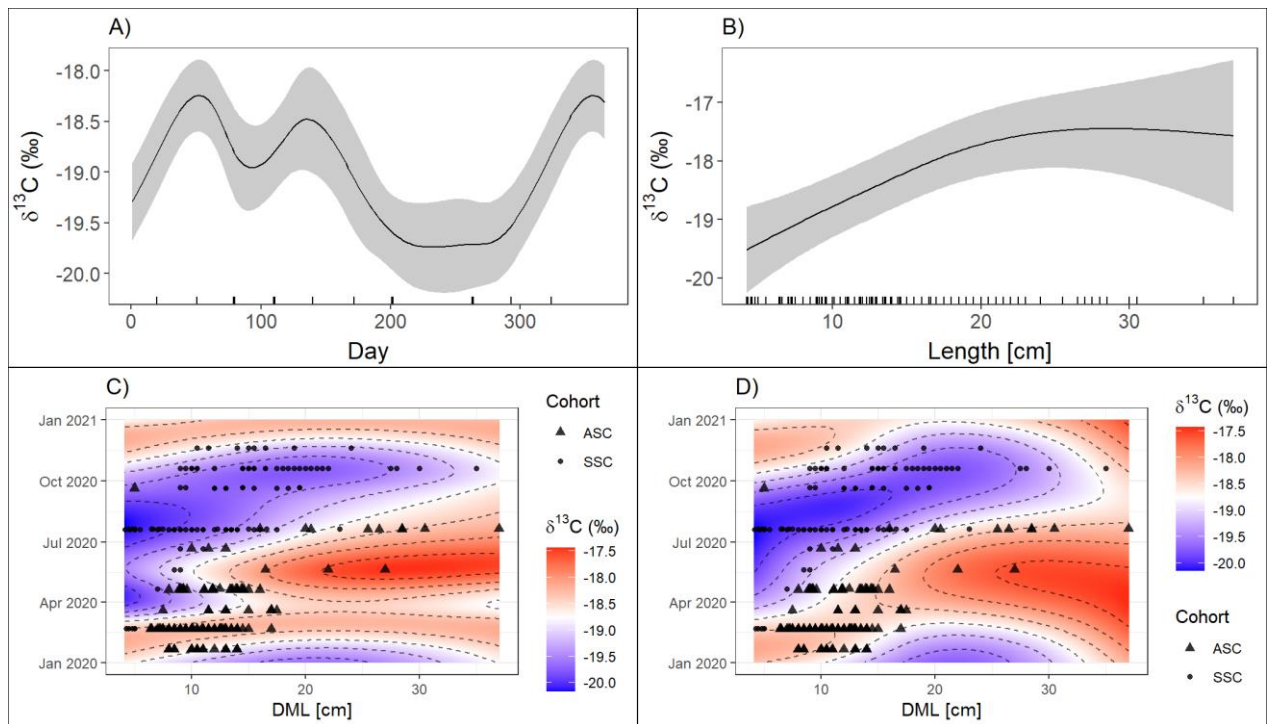 A)
δ13C (‰)
-18.0
-18.5
-19.0
-19.5
-20.0
0
100
200
300
Day
B)
δ13C (‰)
-17
-18
-19
-20
10
20
30
Length [cm]
C)
Jan 2021
Oct 2020
Jul 2020
Apr 2020
Jan 2020
10
20
30
DML [cm]
Cohort
ASC
SSC
δ13C (‰)
-17.5
-18.0
-18.5
-19.0
-19.5
-20.0
D)
Jan 2021
Oct 2020
Jul 2020
Apr 2020
Jan 2020
10
20
30
DML [cm]
δ13C (‰)
-17.5
-18.0
-18.5
-19.0
-19.5
-20.0
Cohort
ASC
SSC